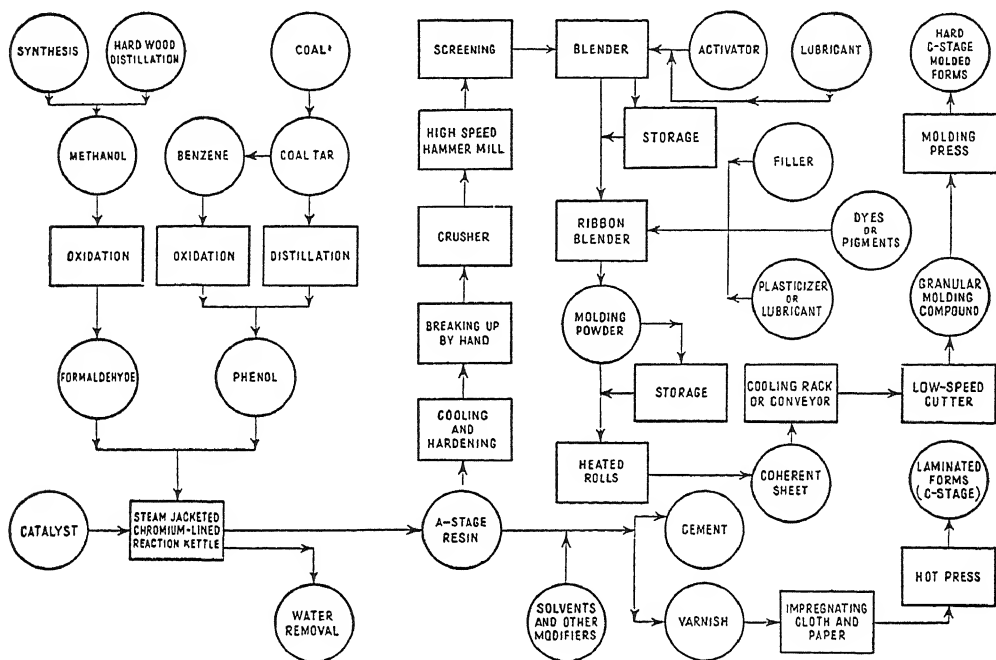 SYNTHESIS
HARD WOOD
DISTILLATION
COAL*
SCREENING
BLENDER
ACTIVATOR
LUBRICANT
HARD
C-STAGE
MOLDED
FORMS
METHANOL
BENZENE
COAL TAR
HIGH SPEED
HAMMER MILL
STORAGE
FILLER
MOLDING
PRESS
OXIDATION
OXIDATION
DISTILLATION
CRUSHER
RIBBON
BLENDER
DYES
OR
PIGMENTS
PLASTICIZER
OR
LUBRICANT
GRANULAR
MOLDING
COMPOUND
BREAKING UP
BY HAND
MOLDING
POWDER
FORMALDEHYDE
PHENOL
STORAGE
COOLING RACK
OR CONVEYOR
LOW-SPEED
CUTTER
COOLING
AND
HARDENING
HEATED
ROLLS
COHERENT
SHEET
LAMINATED
FORMS
(C-STAGE)
CATALYST
STEAM JACKETED
CHROMIUM-LINED
REACTION KETTLE
A-STAGE
RESIN
CEMENT
HOT PRESS
WATER
REMOVAL
SOLVENTS
AND OTHER
MODIFIERS
VARNISH
IMPREGNATING
CLOTH AND
PAPER